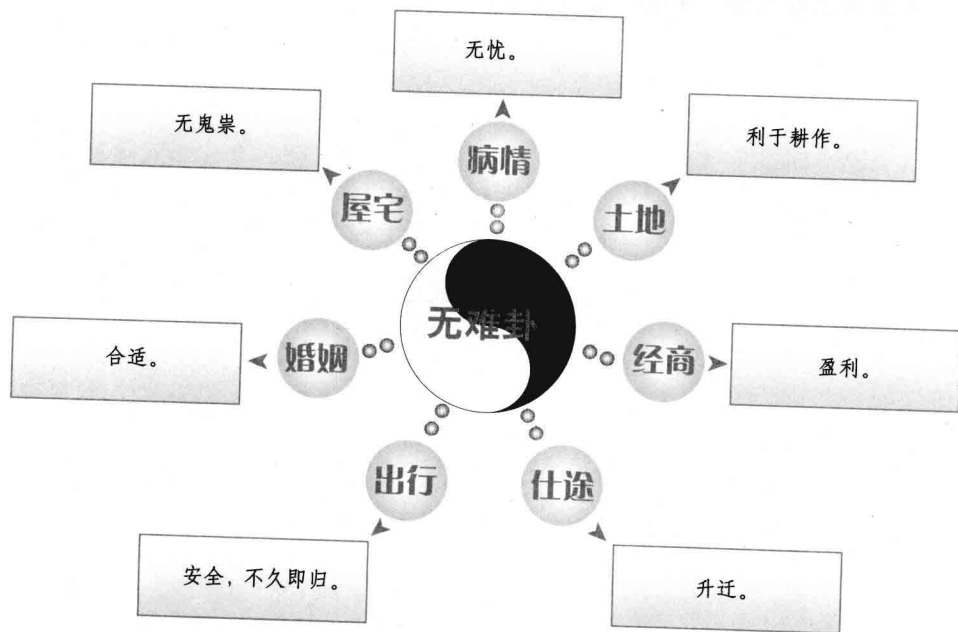 无忧。
病情
无鬼祟。
屋宅
利于耕作。
土地
无难卦
合适。
婚姻
经商
盈利。
出行
仕途
安全，不久即归。
升迁。